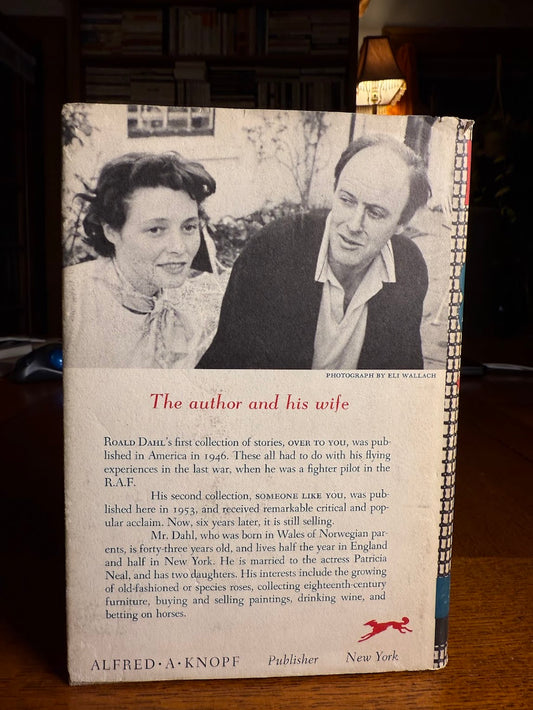 PHOTOGRAPH BY ELI WALLACH
The author and his wife
ROALD DAHL's first collection of stories, OVER TO YOU, was pub-
lished in America in 1946. These all had to do with his flying
experiences in the last war, when he was a fighter pilot in the
R.A.F.
His second collection, SOMEONE LIKE YOU, was pub-
lished here in 1953, and received remarkable critical and pop-
ular acclaim. Now, six years later, it is still selling.
Mr. Dahl, who was born in Wales of Norwegian par-
ents, is forty-three years old, and lives half the year in England
and half in New York. He is married to the actress Patricia
Neal, and has two daughters. His interests include the growing
of old-fashioned or species roses, collecting eighteenth-century
furniture, buying and selling paintings, drinking wine, and
betting on horses.
ALFRED · A · KNOPF Publisher New York